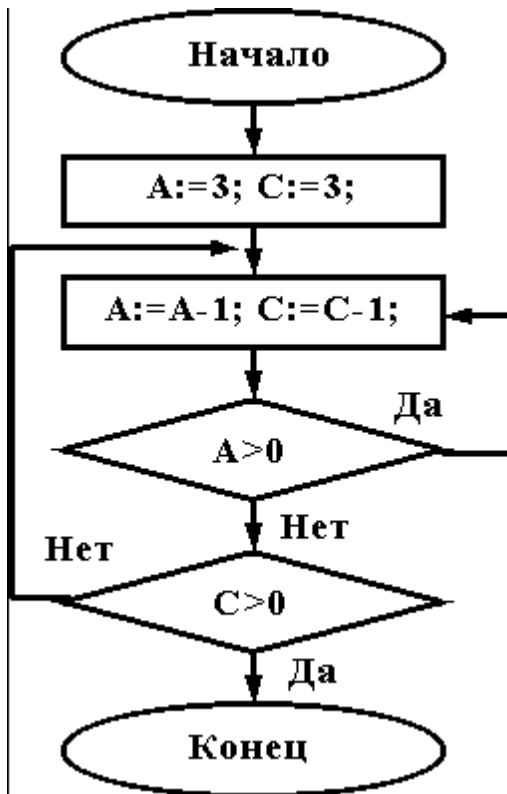 Начало
А:=3; С:=3;
А:=А-1; С:=С-1;
Да
А>0
Нет
Нет
С>0
Да
Конец